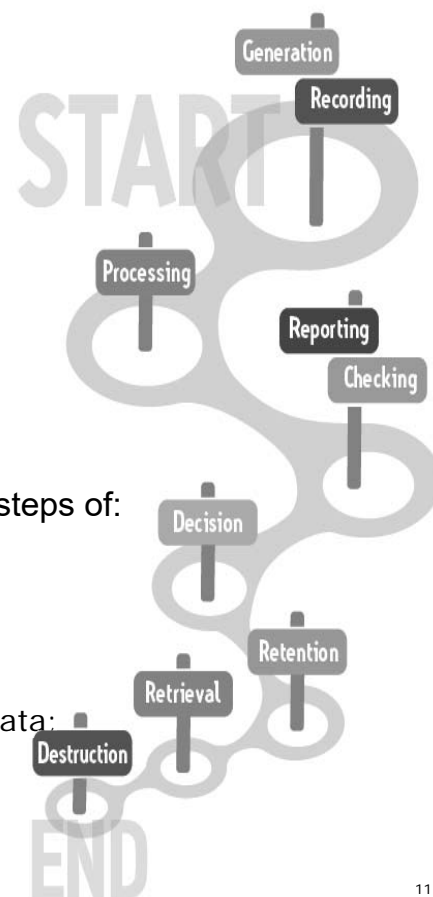 Generation
START
Recording
Processing
Reporting
Checking
steps of:
Decision
Retention
Retrieval
ata;
Destruction
END
11